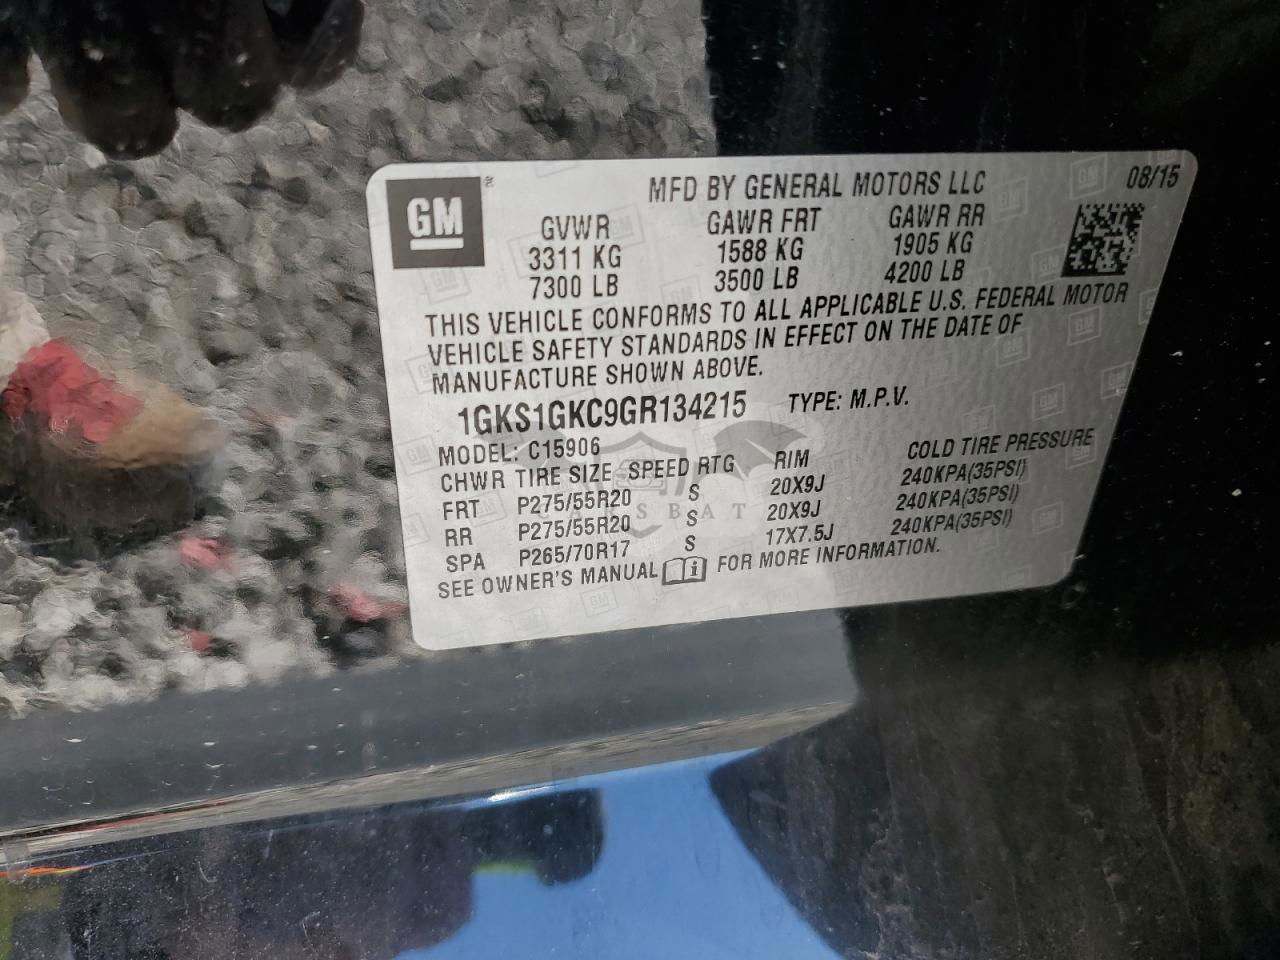 GM®
MFD BY GENERAL MOTORS LLC 08/15
GVWR GAWR FRT GAWR RR
3311 KG 1588 KG 1905 KG
7300 LB 3500 LB 4200 LB
THIS VEHICLE CONFORMS TO ALL APPLICABLE U.S. FEDERAL MOTOR
VEHICLE SAFETY STANDARDS IN EFFECT ON THE DATE OF
MANUFACTURE SHOWN ABOVE.
1GKS1GKC9GR134215 TYPE: M.P.V.
MODEL: C15906
CHWR TIRE SIZE SPEED RTG RIM COLD TIRE PRESSURE
FRT P275/55R20 S 20X9J 240KPA(35PSI)
RR P275/55R20 S 20X9J 240KPA(35PSI)
SPA P265/70R17 S 17X7.5J 240KPA(35PSI)
SEE OWNER'S MANUAL FOR MORE INFORMATION.